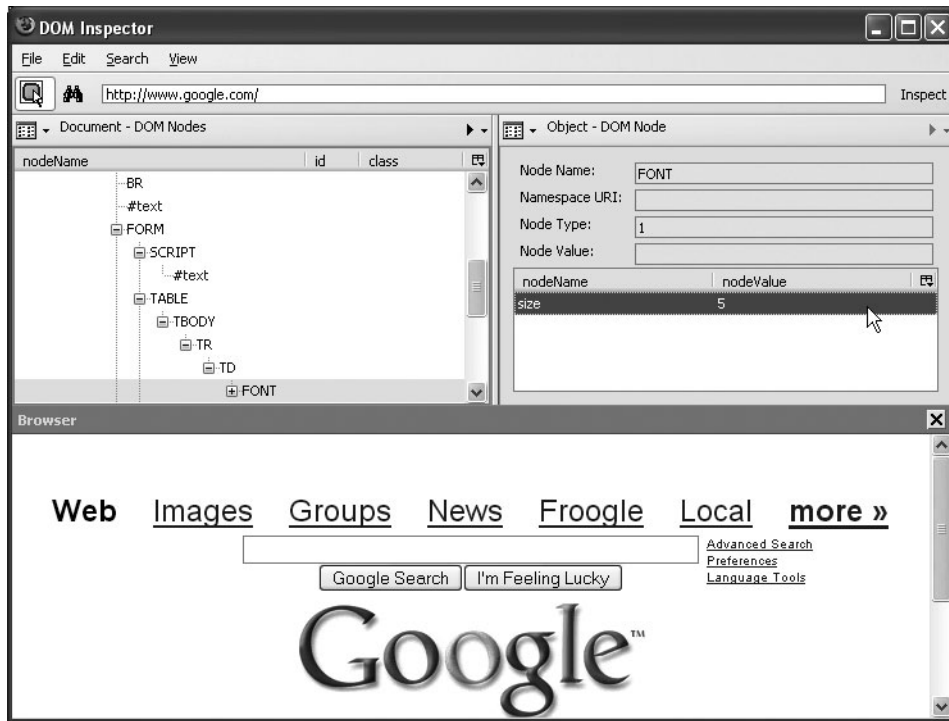 DOM Inspector
File Edit Search View
http://www.google.com/ Inspect
Document - DOM Nodes
nodeName id class
BR
#text
FORM
SCRIPT
#text
TABLE
TBODY
TR
TD
FONT
Object - DOM Node
Node Name: FONT
Namespace URI:
Node Type: 1
Node Value:
nodeName nodeValue
size 5
Browser
Web Images Groups News Froogle Local more »
Advanced Search
Preferences
Language Tools
Google Search I'm Feeling Lucky
Google™